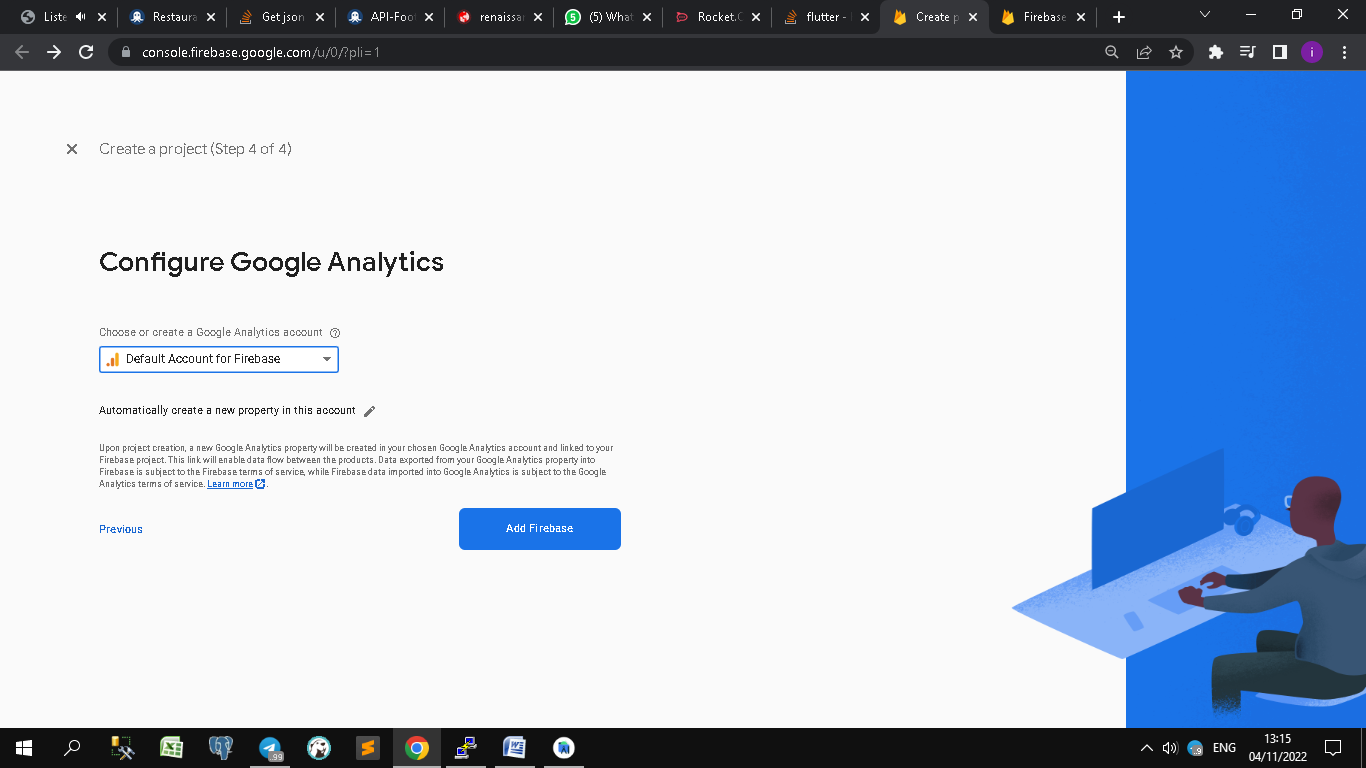 Liste
Restaura
Get json
API-Foo
renaissar
(5) What
Rocket.C
flutter -
Create p
Firebase
console.firebase.google.com/u/0/?pli=1
i
Create a project (Step 4 of 4)
Configure Google Analytics
Choose or create a Google Analytics account
Default Account for Firebase
Automatically create a new property in this account
Upon project creation, a new Google Analytics property will be created in your chosen Google Analytics account and linked to your
Firebase project. This link will enable data flow between the products. Data exported from your Google Analytics property into
Firebase is subject to the Firebase terms of service, while Firebase data imported into Google Analytics is subject to the Google
Analytics terms of service. Learn more.
Previous
Add Firebase
99
ENG
13:15
04/11/2022